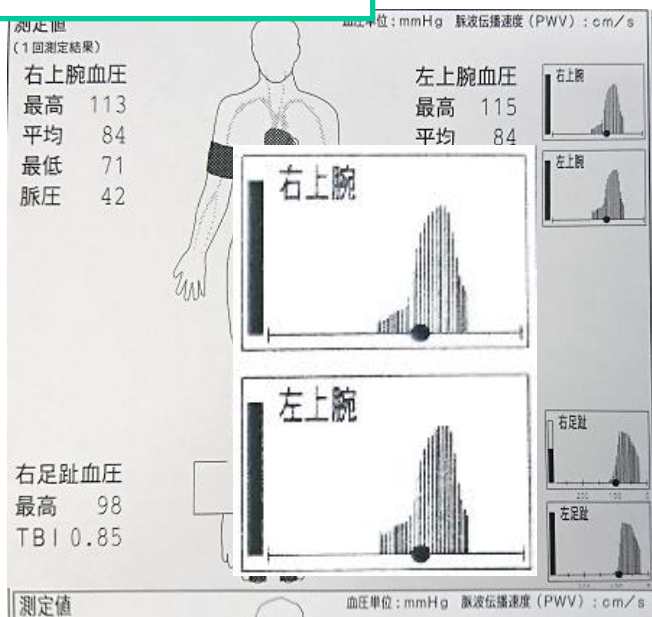 測定値
血圧単位：mmHg 脈波伝播速度（PWV）：cm/s
（1回測定結果）
右上腕血圧
最高 113
平均 84
最低 71
脈圧 42
左上腕血圧
最高 115
平均 84
右上腕
左上腕
右上腕
左上腕
右足趾血圧
最高 98
TBI 0.85
右足趾
200 100 0
左足趾
測定値
血圧単位：mmHg 脈波伝播速度（PWV）：cm/s